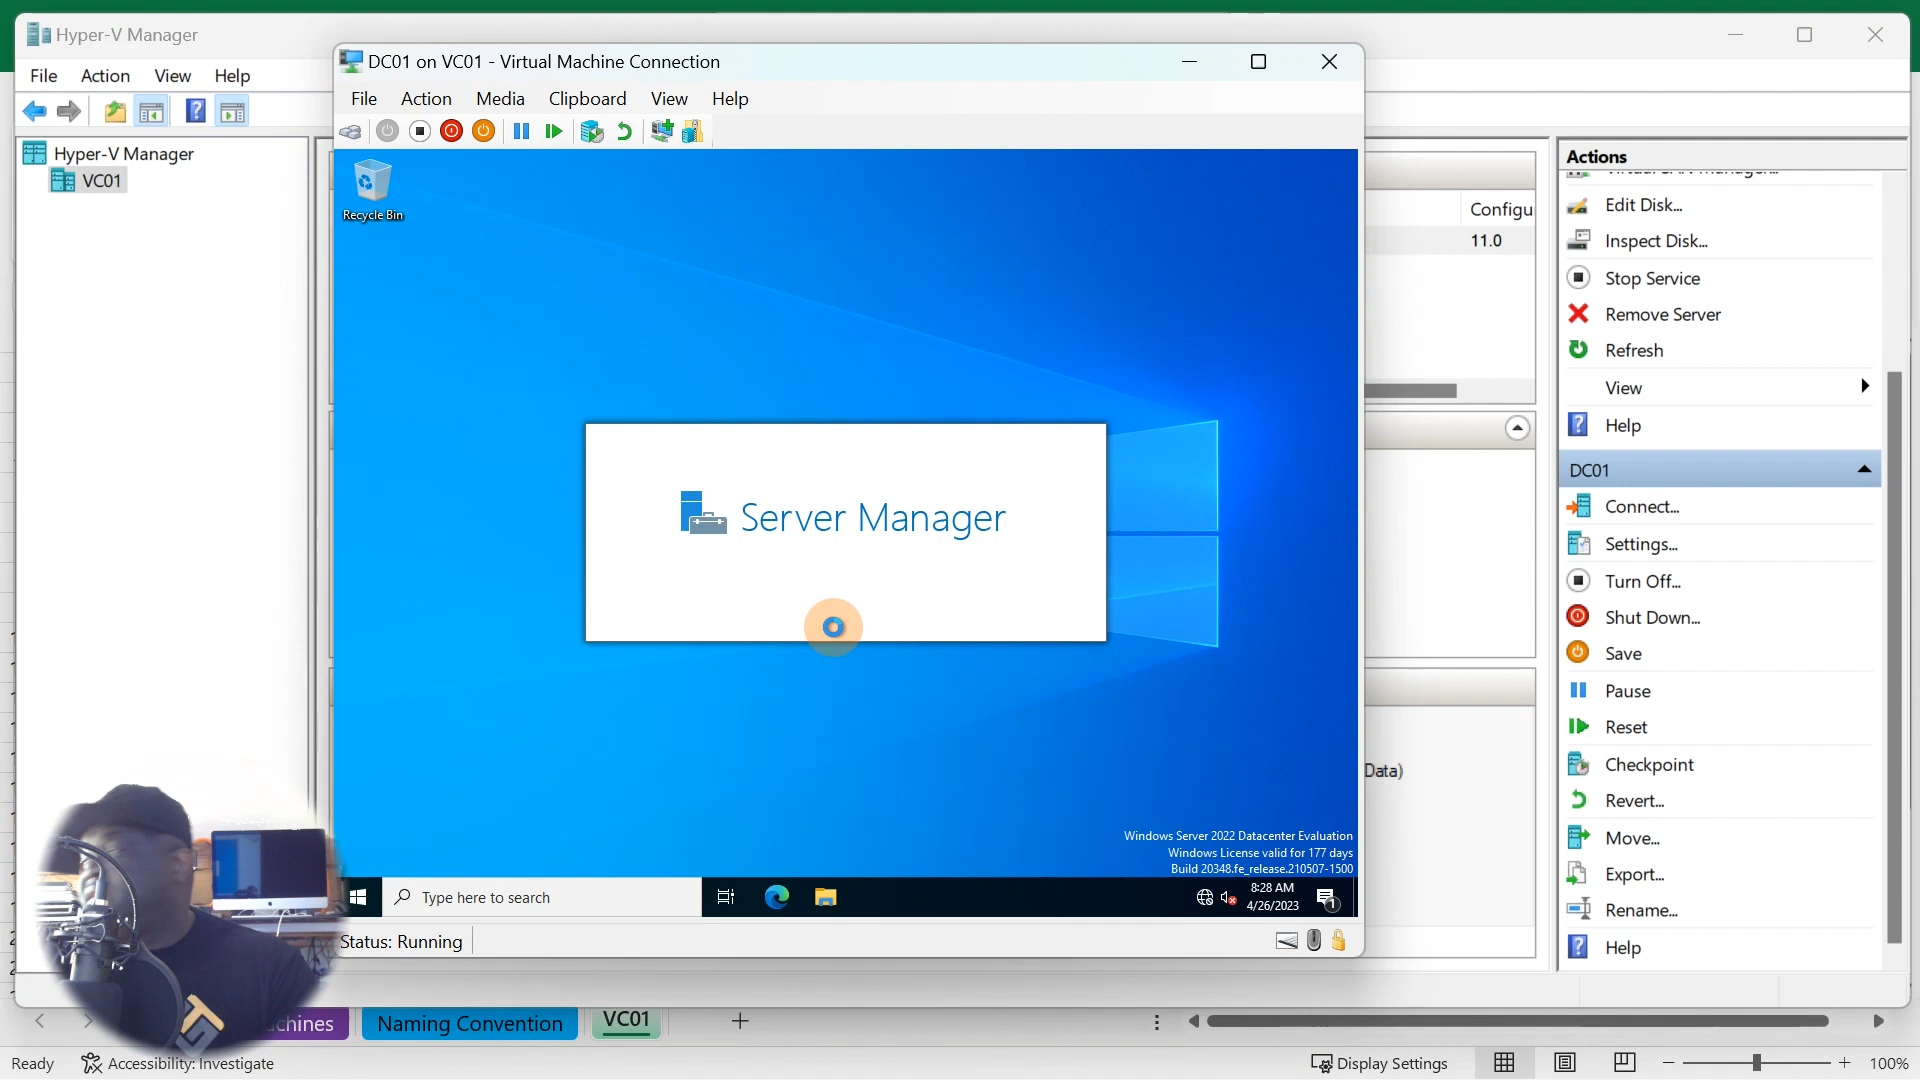 Hyper-V Manager
File Action View Help
Hyper-V Manager
VC01
DC01 on VC01 - Virtual Machine Connection
File Action Media Clipboard View Help
Recycle Bin
Server Manager
Windows Server 2022 Datacenter Evaluation
Windows License valid for 177 days
Build 20348.fe_release.210507-1500
Type here to search
8:28 AM
4/26/2023
1
Status: Running
Configu
11.0
Data)
Actions
Edit Disk...
Inspect Disk...
Stop Service
Remove Server
Refresh
View
Help
DC01
Connect...
Settings...
Turn Off...
Shut Down...
Save
Pause
Reset
Checkpoint
Revert...
Move...
Export...
Rename...
Help
chines
Naming Convention
VC01
Ready
Accessibility: Investigate
Display Settings
100%